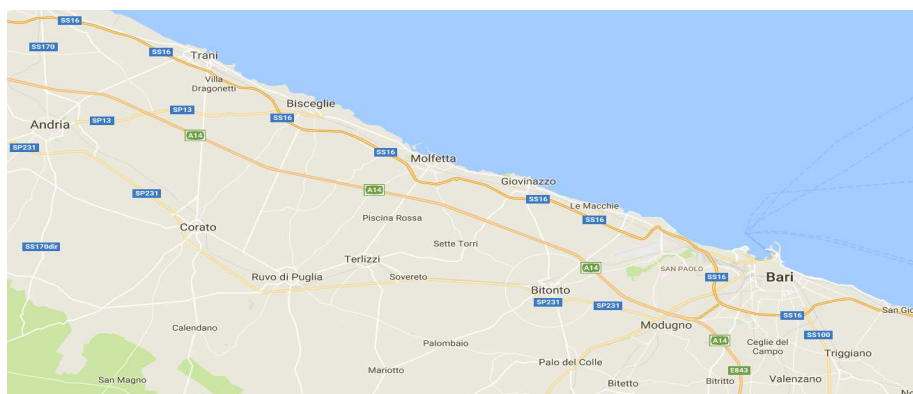 SS16
SS170
SS16
Trani
Villa
Dragonetti
Bisceglie
SP13
SS16
Andria
SP13
A14
SP231
SS16
Molfetta
Giovinazzo
SP231
A14
SS16
Le Macchie
Piscina Rossa
SS16
Corato
SS170dir
Sette Torri
Terlizzi
A14
SAN PAOLO
Ruvo di Puglia
Sovereto
SS16
Bari
Bitonto
SP231
SP231
San Gio
SS16
Calendano
Modugno
SS100
Palombaio
A14
Ceglie del
Campo
Triggiano
Palo del Colle
Mariotto
E843
San Magno
Bitetto
Bitritto
Valenzano
No